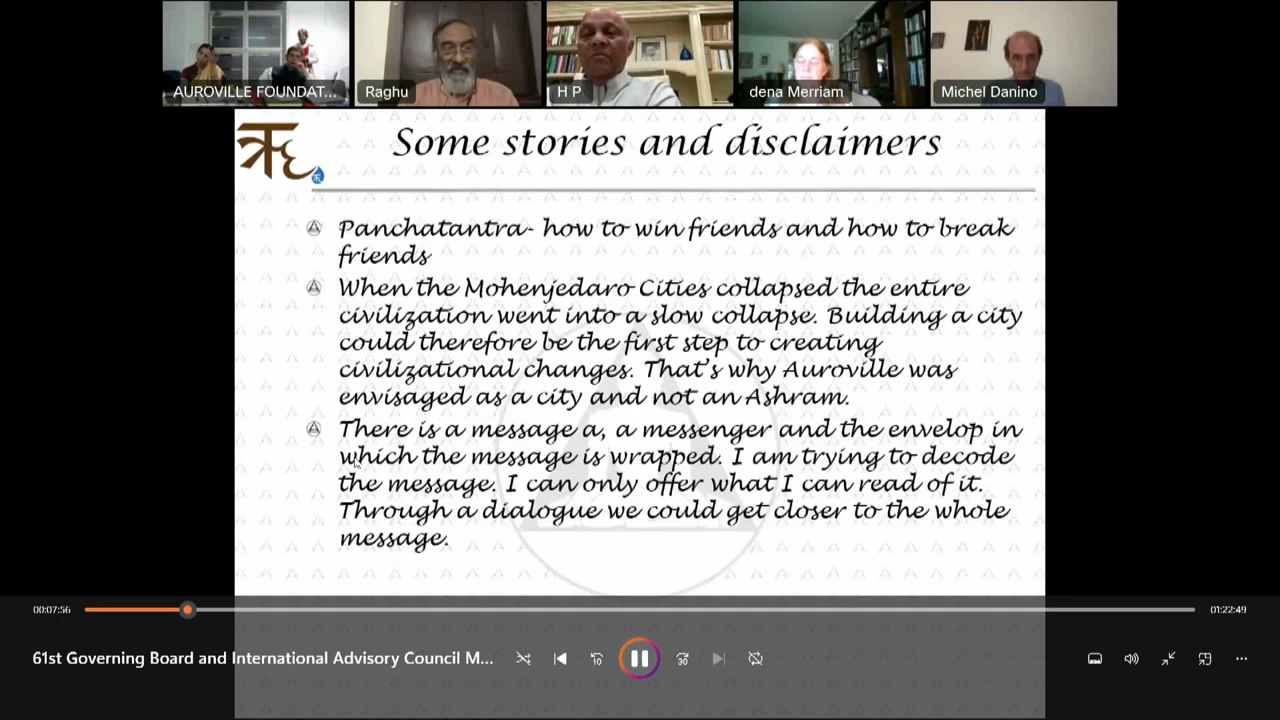 AUROVILLE FOUNDAT...
Raghu
H P
dena Merriam
Michel Danino
ऋ
Some stories and disclaimers
Panchatantra- how to win friends and how to break
friends
When the Mohenjedaro Cities collapsed the entire
civilization went into a slow collapse. Building a city
could therefore be the first step to creating
civilizational changes. That's why Auroville was
envisaged as a city and not an Ashram.
There is a message a, a messenger and the envelop in
which the message is wrapped. I am trying to decode
the message. I can only offer what I can read of it.
Through a dialogue we could get closer to the whole
message.
00:07:56
01:22:49
61st Governing Board and International Advisory Council M...
10
30